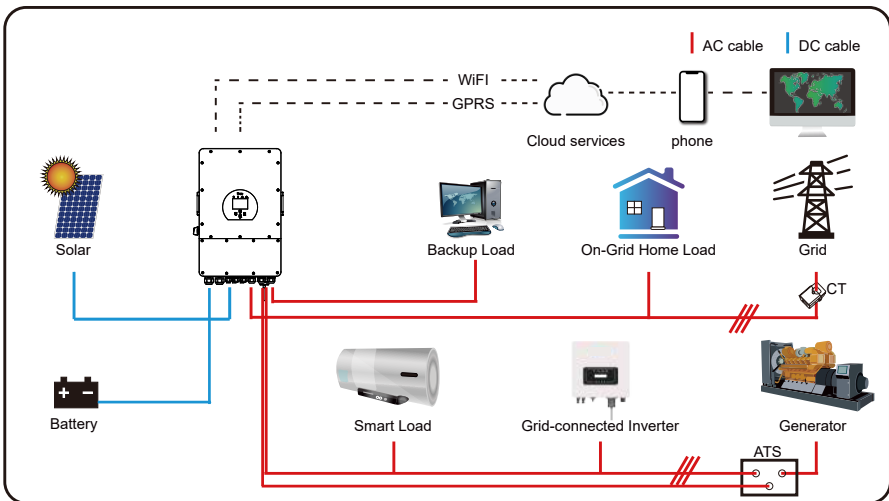 AC cable
DC cable
WiFI
GPRS
Cloud services
phone
Solar
Backup Load
On-Grid Home Load
Grid
CT
Battery
Smart Load
Grid-connected Inverter
Generator
ATS